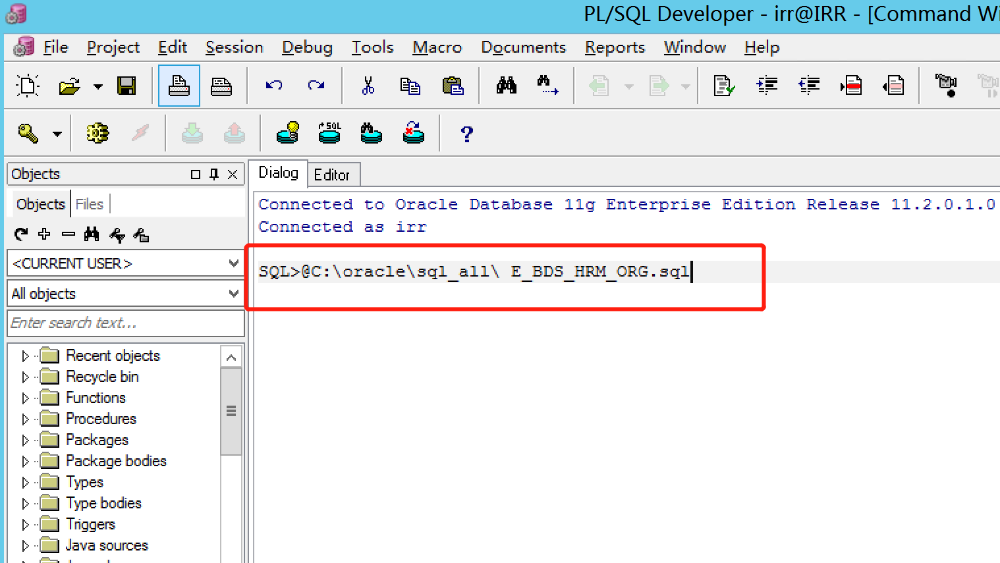 PL/SQL Developer - irr@IRR - [Command Wi
File Project Edit Session Debug Tools Macro Documents Reports Window Help
SQL
?
Objects
Objects Files
<CURRENT USER>
All objects
Enter search text...
Recent objects
Recycle bin
Functions
Procedures
Packages
Package bodies
Types
Type bodies
Triggers
Java sources
Dialog Editor
Connected to Oracle Database 11g Enterprise Edition Release 11.2.0.1.0
Connected as irr
SQL>@C:\oracle\sql_all\ E_BDS_HRM_ORG.sql